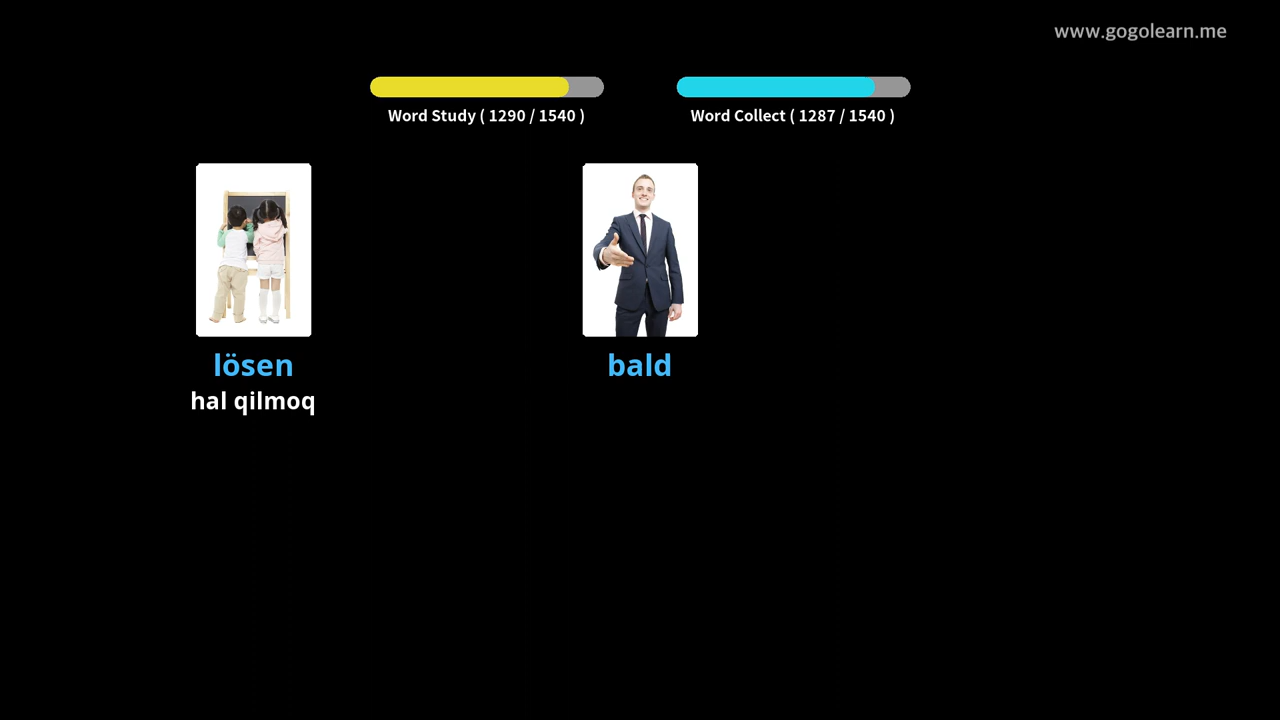 www.gogolearn.me
Word Study ( 1290 / 1540 )
Word Collect ( 1287 / 1540 )
lösen
hal qilmoq
bald